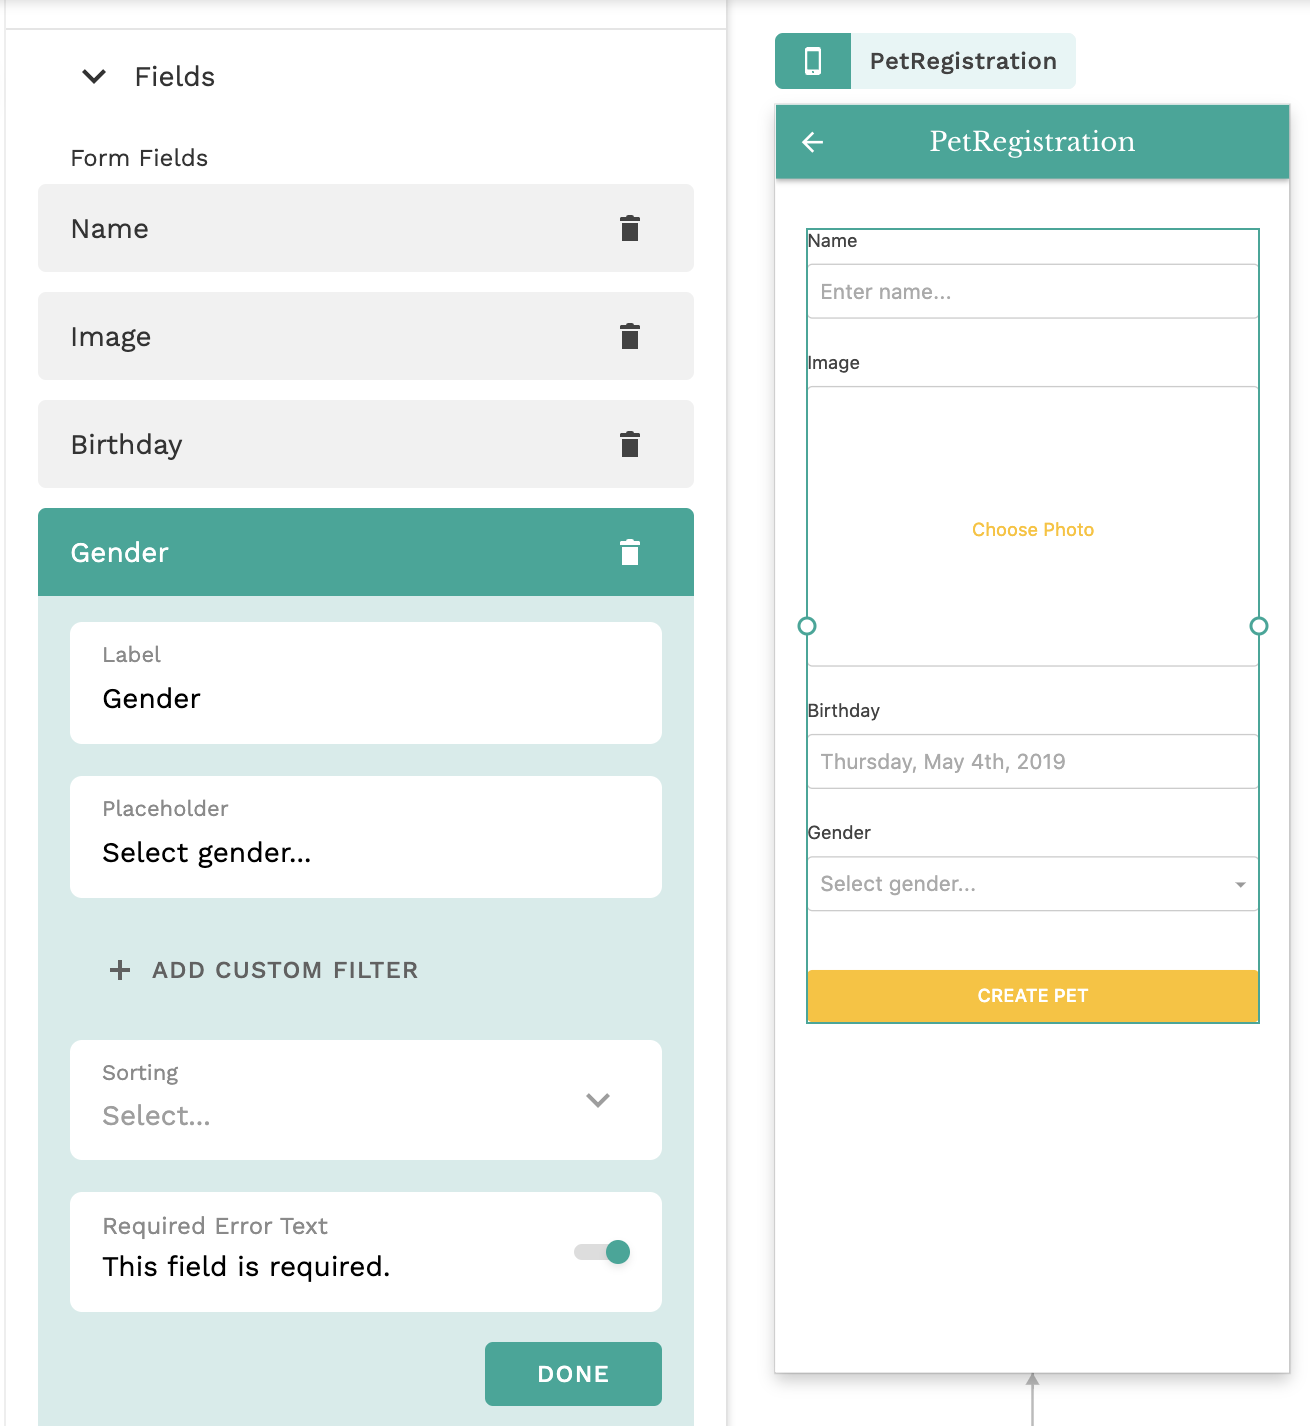 Fields
Form Fields
Name
Image
Birthday
Gender
Label
Gender
Placeholder
Select gender...
ADD CUSTOM FILTER
Sorting
Select...
Required Error Text
This field is required.
DONE
PetRegistration
PetRegistration
Name
Enter name...
Image
Choose Photo
Birthday
Thursday, May 4th, 2019
Gender
Select gender...
CREATE PET